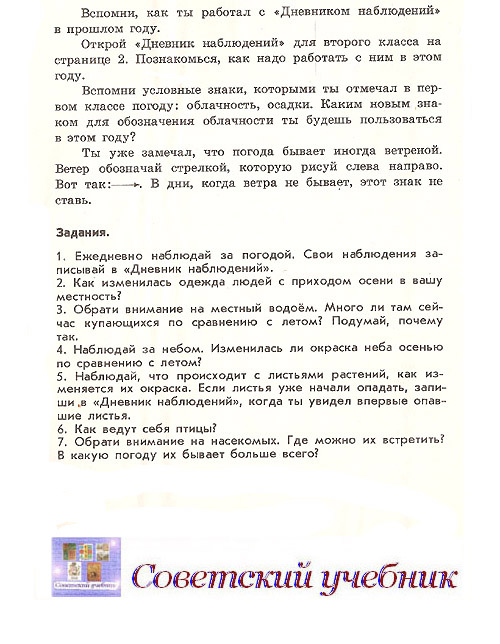 Вспомни, как ты работал с «Дневником наблюдений»
в прошлом году.
Открой «Дневник наблюдений» для второго класса на
странице 2. Познакомься, как надо работать с ним в этом
году.
Вспомни условные знаки, которыми ты отмечал в пер-
вом классе погоду: облачность, осадки. Каким новым зна-
ком для обозначения облачности ты будешь пользоваться
в этом году?
Ты уже замечал, что погода бывает иногда ветреной.
Ветер обозначай стрелкой, которую рисуй слева направо.
Вот так: →. В дни, когда ветра не бывает, этот знак не
ставь.
Задания.
1. Ежедневно наблюдай за погодой. Свои наблюдения за-
писывай в «Дневник наблюдений».
2. Как изменилась одежда людей с приходом осени в вашу
местность?
3. Обрати внимание на местный водоём. Много ли там сей-
час купающихся по сравнению с летом? Подумай, почему
так.
4. Наблюдай за небом. Изменилась ли окраска неба осенью
по сравнению с летом?
5. Наблюдай, что происходит с листьями растений, как из-
меняется их окраска. Если листья уже начали опадать, запи-
ши в «Дневник наблюдений», когда ты увидел впервые опав-
шие листья.
6. Как ведут себя птицы?
7. Обрати внимание на насекомых. Где можно их встретить?
В какую погоду их бывает больше всего?
Советский учебник
Советский учебник